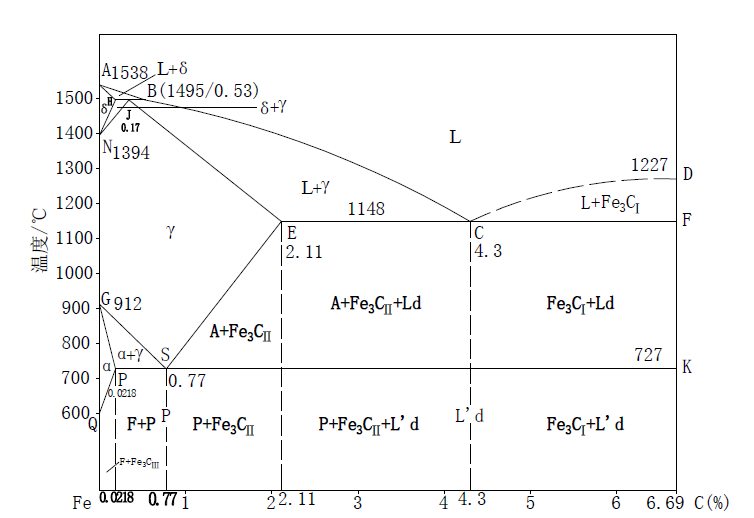 A1538
L+δ
B(1495/0.53)
1500
δ
H
J
δ+γ
0.17
1400
N1394
L
1300
1227
D
L+γ
1200
1148
L+Fe₃CⅠ
F
温度/℃
γ
E
C
1100
2.11
4.3
1000
G 912
900
A+Fe₃CⅡ+Ld
Fe₃CⅠ+Ld
A+Fe₃CⅡ
800
α+γ
S
727
α
K
700
P
0.77
0.0218
600
Q
F+P
P
P+Fe₃CⅡ
P+Fe₃CⅡ+L'd
L'd
Fe₃CⅠ+L'd
F+Fe₃CⅢ
Fe 0.0218 0.77 1 2 2.11 3 4 4.3 5 6 6.69 C(%)